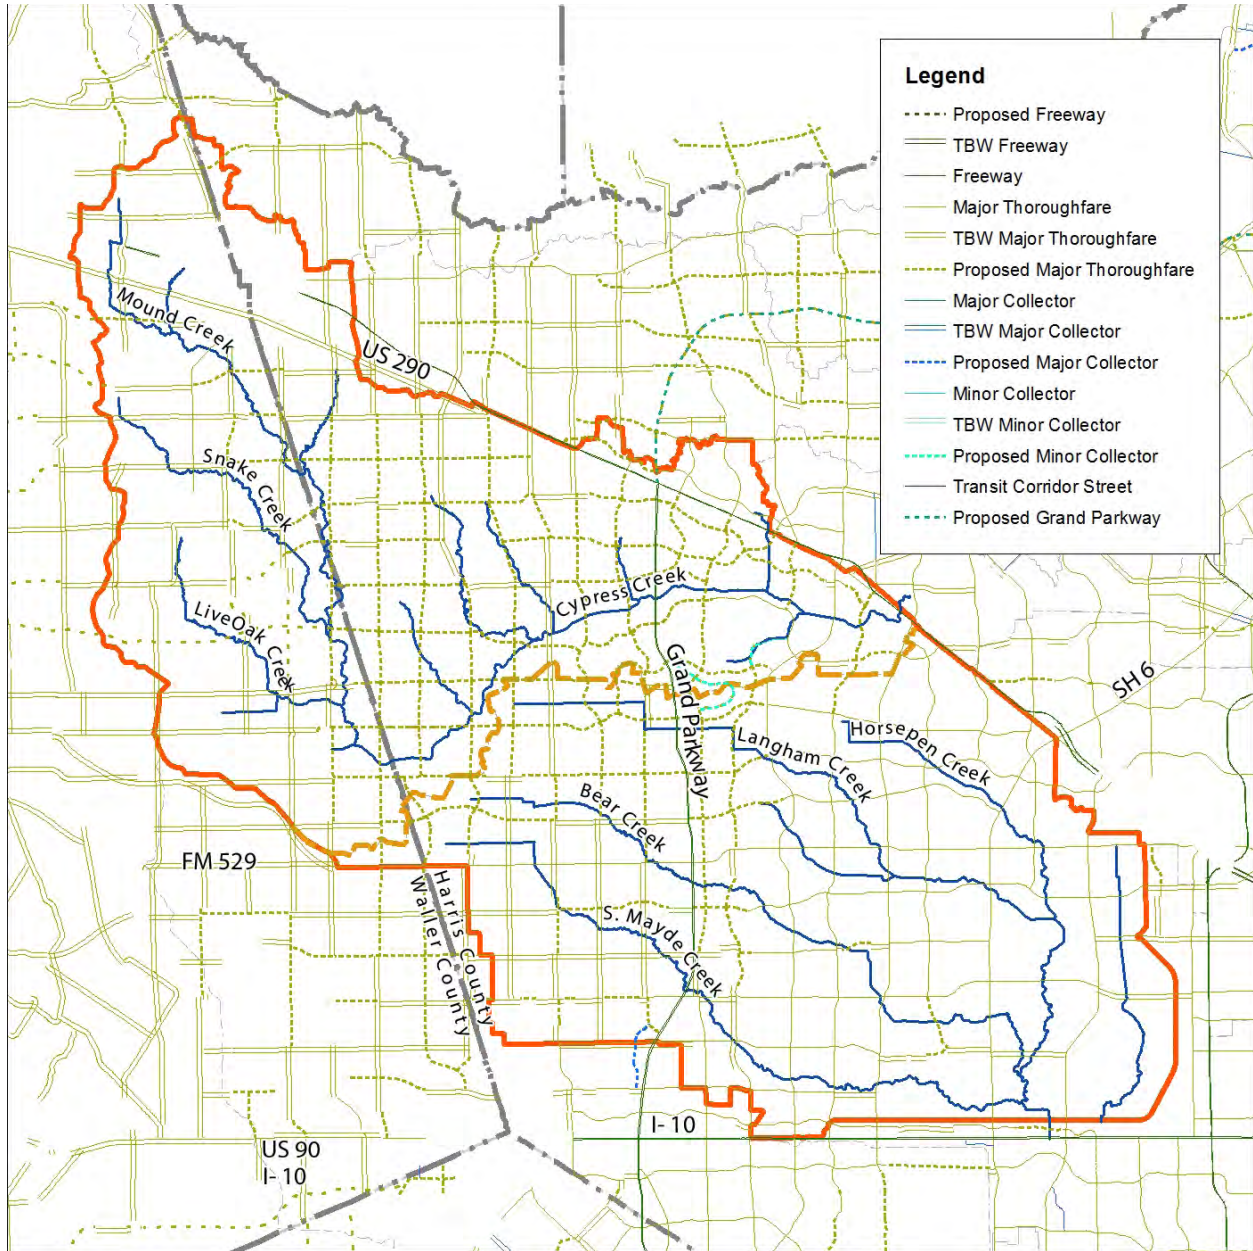 Legend
Proposed Freeway
TBW Freeway
Freeway
Major Thoroughfare
TBW Major Thoroughfare
Proposed Major Thoroughfare
Major Collector
TBW Major Collector
Proposed Major Collector
Minor Collector
TBW Minor Collector
Proposed Minor Collector
Transit Corridor Street
Proposed Grand Parkway
Mound Creek
US 290
Snake Creek
Cypress Creek
LiveOak Creek
Grand Parkway
SH 6
Horsepen Creek
Langham Creek
Bear Creek
FM 529
Harris County
Waller County
S. Mayde Creek
I- 10
US 90
I- 10